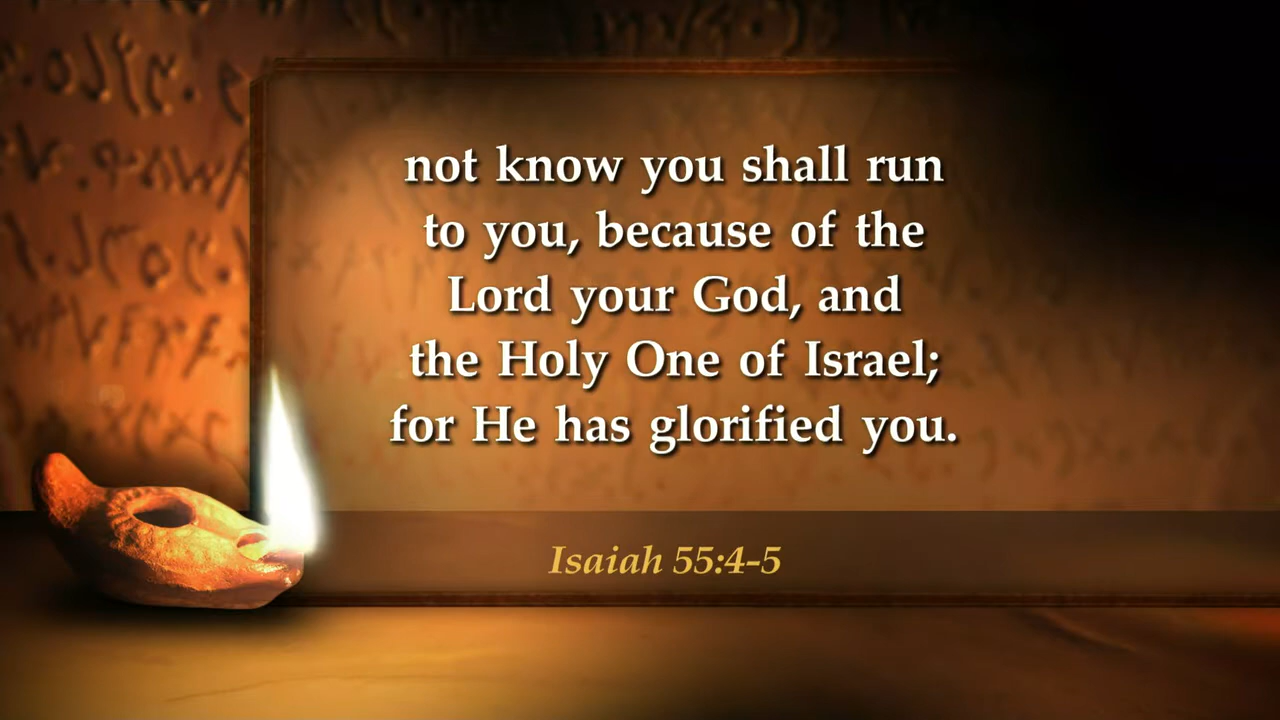 not know you shall run
to you, because of the
Lord your God, and
the Holy One of Israel;
for He has glorified you.
Isaiah 55:4-5